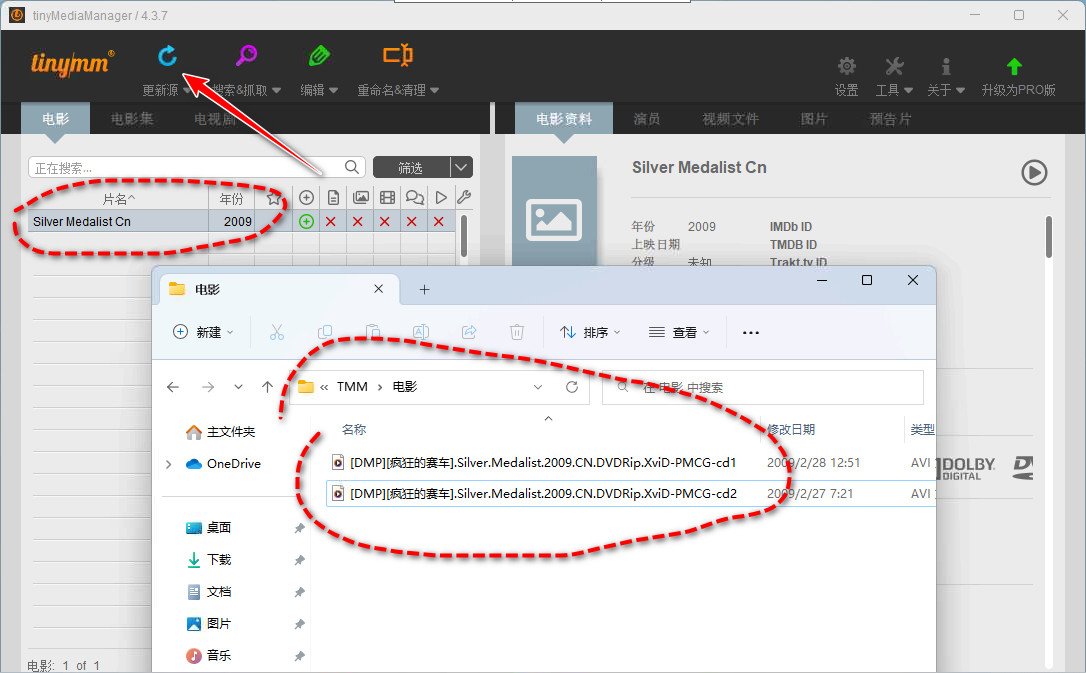 tinyMediaManager / 4.3.7
tinymm®
更新源
搜索&抓取
编辑
重命名&清理
设置
工具
关于
升级为PRO版
电影
电影集
电视剧
电影资料
演员
视频文件
图片
预告片
正在搜索...
筛选
片名^
年份
Silver Medalist Cn
2009
Silver Medalist Cn
年份
2009
IMDb ID
上映日期
TMDB ID
分级
未知
Trakt.tv ID
电影
新建
排序
查看
« TMM › 电影
在 电影 中搜索
主文件夹
OneDrive
桌面
下载
文档
图片
音乐
名称
修改日期
类型
[DMP][疯狂的赛车].Silver.Medalist.2009.CN.DVDRip.XviD-PMCG-cd1
2009/2/28 12:51
AVI
[DMP][疯狂的赛车].Silver.Medalist.2009.CN.DVDRip.XviD-PMCG-cd2
2009/2/27 7:21
AVI
DOLBY
DIGITAL
电影: 1 of 1